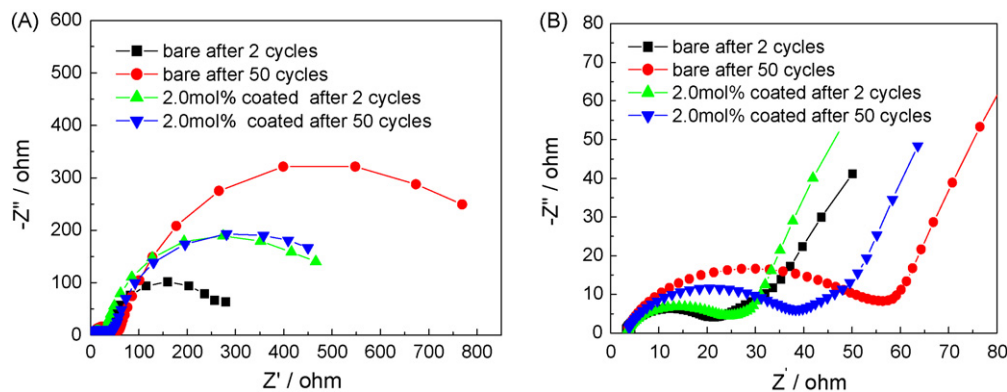 (A)
600
500
400
300
200
100
0
-Z" / ohm
bare after 2 cycles
bare after 50 cycles
2.0mol% coated after 2 cycles
2.0mol% coated after 50 cycles
0 100 200 300 400 500 600 700 800
Z' / ohm
(B)
80
70
60
50
40
30
20
10
0
-Z" / ohm
bare after 2 cycles
bare after 50 cycles
2.0mol% coated after 2 cycles
2.0mol% coated after 50 cycles
0 10 20 30 40 50 60 70 80
Z' / ohm